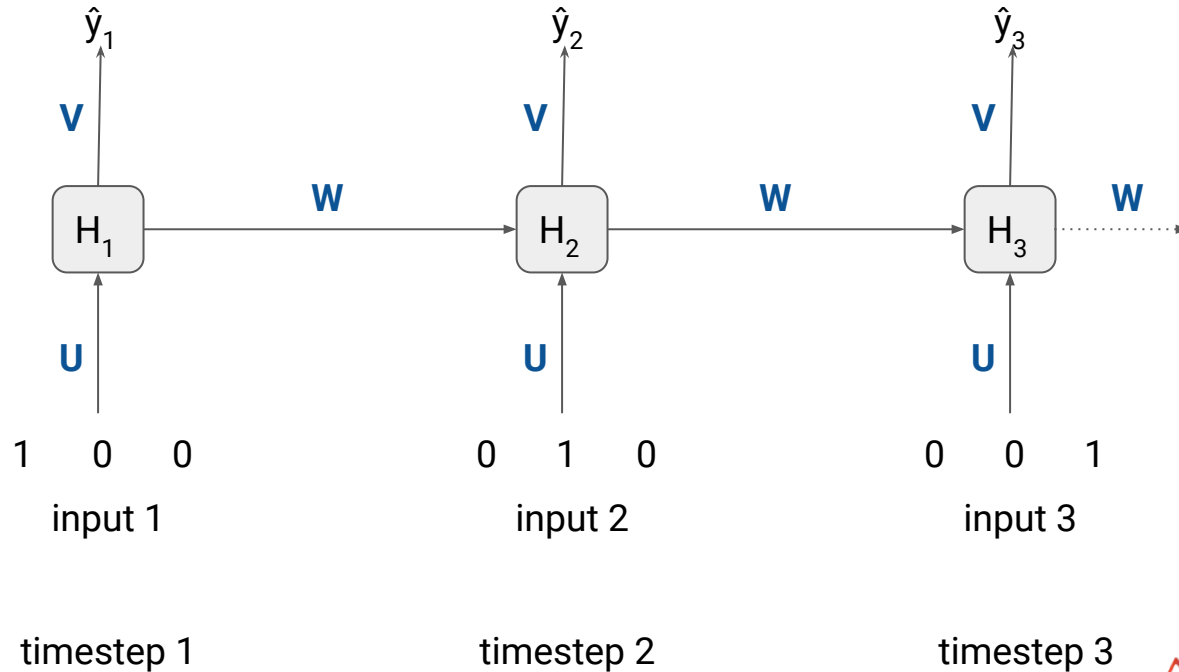 ŷ1 ŷ2 ŷ3
V V V
W W W
H1 H2 H3
U U U
1 0 0 0 1 0 0 0 1
input 1 input 2 input 3
timestep 1 timestep 2 timestep 3